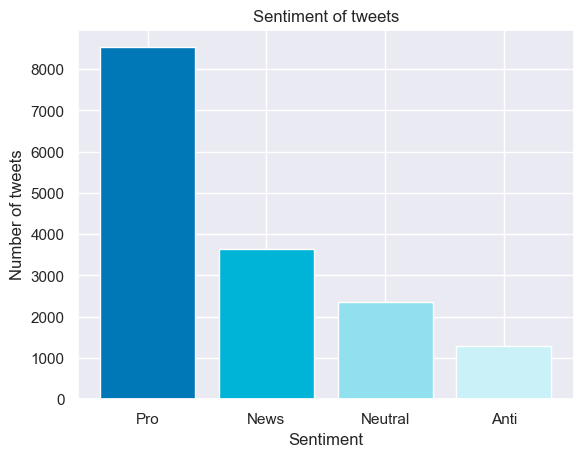 Sentiment of tweets
Number of tweets
8000
7000
6000
5000
4000
3000
2000
1000
0
Pro News Neutral Anti
Sentiment